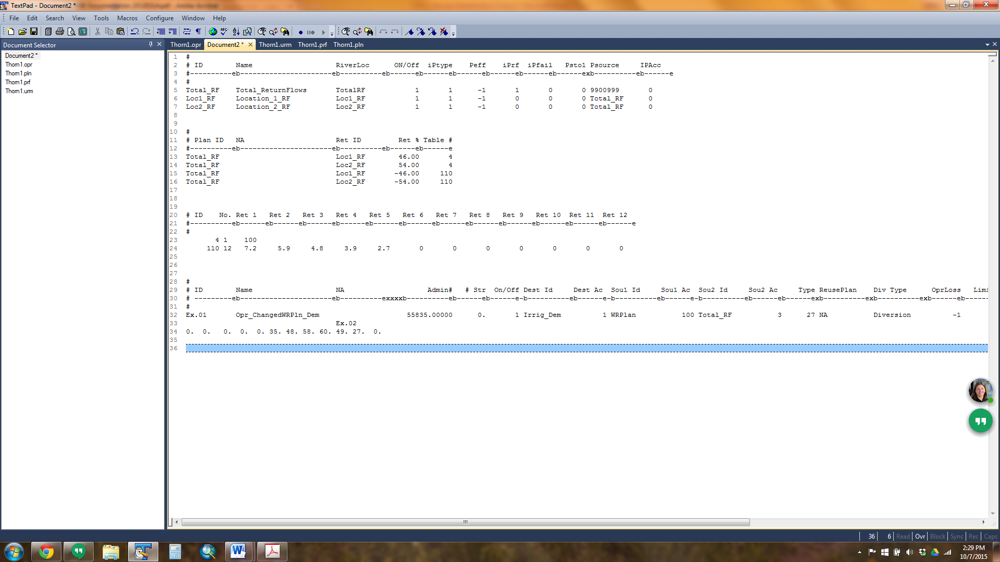 TextPad - Document2 *
File Edit Search View Tools Macros Configure Window Help
Document Selector
Document2 *
Thorn1.opr
Thorn1.pln
Thorn1.prf
Thorn1.urm
Thorn1.opr Document2 * Thorn1.urm Thorn1.prf Thorn1.pln
1 #
2 # ID Name RiverLoc ON/Off iPtype Peff iPrf iPfail Psto1 Psource IPAcc
3 #----------eb----------------------eb----------eb------eb------eb------eb------eb------eb------exb----------eb------e
4 #
5 Total_RF Total_ReturnFlows TotalRF 1 1 -1 1 0 0 9900999 0
6 Loc1_RF Location_1_RF Loc1_RF 1 1 -1 0 0 0 Total_RF 0
7 Loc2_RF Location_2_RF Loc2_RF 1 1 -1 0 0 0 Total_RF 0
8
9
10 #
11 # Plan ID NA Ret ID Ret % Table #
12 #----------eb----------------------eb----------eb------eb------e
13 Total_RF Loc1_RF 46.00 4
14 Total_RF Loc2_RF 54.00 4
15 Total_RF Loc1_RF -46.00 110
16 Total_RF Loc2_RF -54.00 110
17
18
19
20 # ID No. Ret 1 Ret 2 Ret 3 Ret 4 Ret 5 Ret 6 Ret 7 Ret 8 Ret 9 Ret 10 Ret 11 Ret 12
21 #----------eb------eb------eb------eb------eb------eb------eb------eb------eb------eb------eb------eb------e
22 #
23 4 1 100
24 110 12 7.2 5.9 4.8 3.9 2.7 0 0 0 0 0 0 0
25
26
27
28 #
29 # ID Name NA Admin# # Str On/Off Dest Id Dest Ac Sou1 Id Sou1 Ac Sou2 Id Sou2 Ac Type ReusePlan Div Type OprLoss Limi
30 # ---------eb----------------------eb----------exxxxb----------eb------eb------e-b----------eb------e-b----------eb------e-b----------eb------eb------exb----------exb----------exb------eb------
31 #
32 Ex.01 Opr_ChangedWRPln_Dem 55835.00000 0. 1 Irrig_Dem 1 WRPlan 100 Total_RF 3 27 NA Diversion -1
33 Ex.02
34 0. 0. 0. 0. 0. 35. 48. 58. 60. 49. 27. 0.
35
36
36 6 Read Ovr Block Sync Rec Caps
2:29 PM
10/7/2015